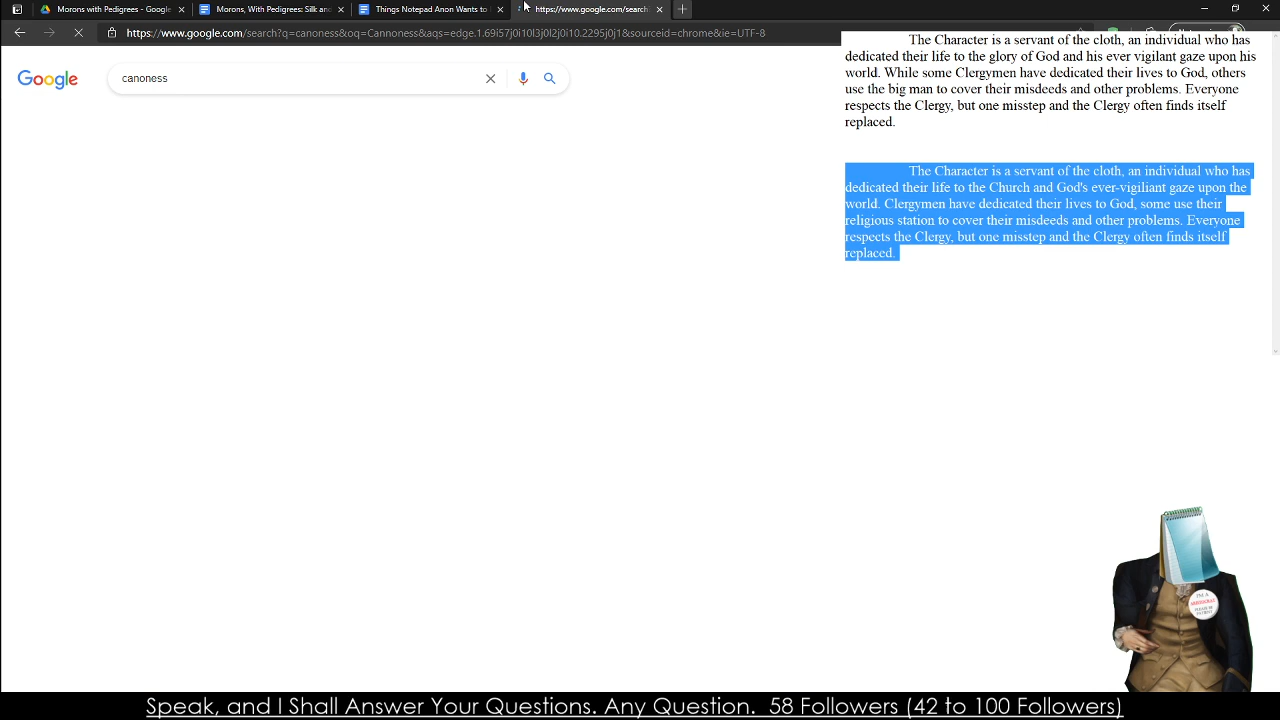 Morons with Pedigrees - Google
Morons, With Pedigrees: Silk and
Things Notepad Anon Wants to
https://www.google.com/search
https://www.google.com/search?q=canoness&oq=Cannoness&aqs=edge.1.69i57j0i10l3j0l2j0i10.2295j0j1&sourceid=chrome&ie=UTF-8
Google
canoness
The Character is a servant of the cloth, an individual who has
dedicated their life to the glory of God and his ever vigilant gaze upon his
world. While some Clergymen have dedicated their lives to God, others
use the big man to cover their misdeeds and other problems. Everyone
respects the Clergy, but one misstep and the Clergy often finds itself
replaced.
The Character is a servant of the cloth, an individual who has
dedicated their life to the Church and God's ever-vigiliant gaze upon the
world. Clergymen have dedicated their lives to God, some use their
religious station to cover their misdeeds and other problems. Everyone
respects the Clergy, but one misstep and the Clergy often finds itself
replaced.
I'M A
PLEASE BE
PATIENT
Speak, and I Shall Answer Your Questions. Any Question. 58 Followers (42 to 100 Followers)